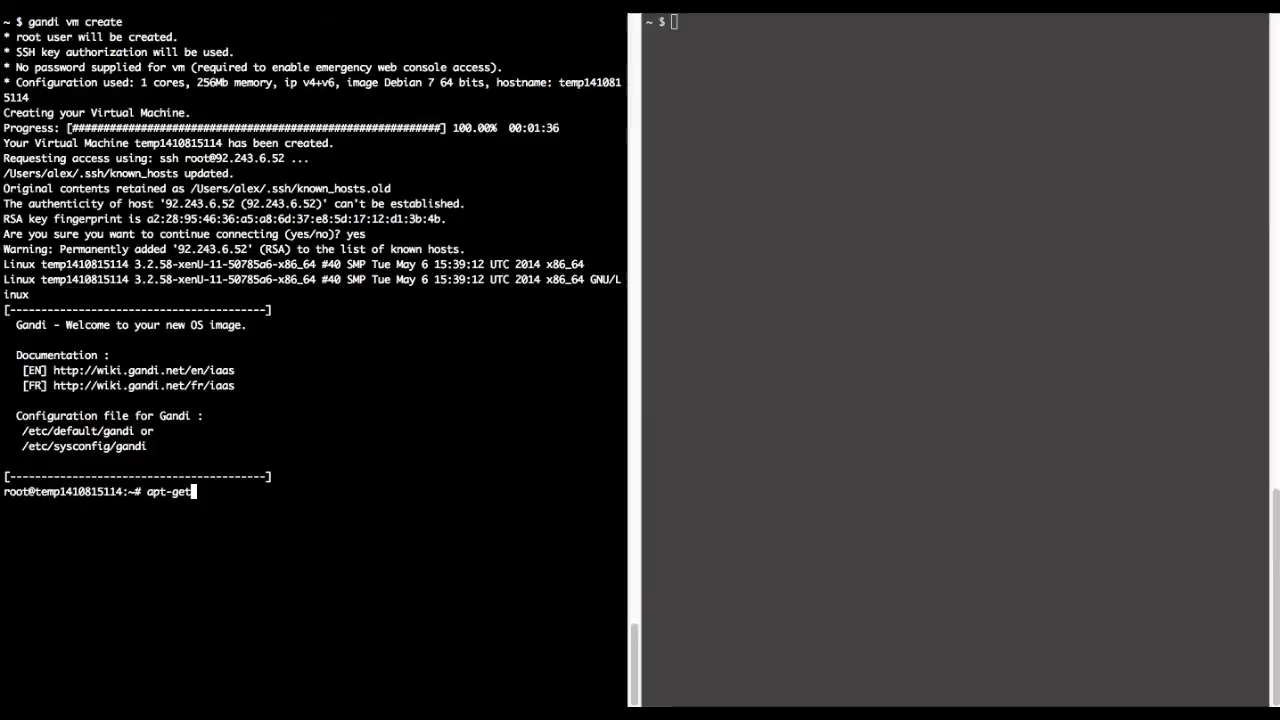 ~ $ gandi vm create
* root user will be created.
* SSH key authorization will be used.
* No password supplied for vm (required to enable emergency web console access).
* Configuration used: 1 cores, 256Mb memory, ip v4+v6, image Debian 7 64 bits, hostname: temp141081
5114
Creating your Virtual Machine.
Progress: [###########################################################] 100.00%  00:01:36
Your Virtual Machine temp1410815114 has been created.
Requesting access using: ssh root@92.243.6.52 ...
/Users/alex/.ssh/known_hosts updated.
Original contents retained as /Users/alex/.ssh/known_hosts.old
The authenticity of host '92.243.6.52 (92.243.6.52)' can't be established.
RSA key fingerprint is a2:28:95:46:36:a5:a8:6d:37:e8:5d:17:12:d1:3b:4b.
Are you sure you want to continue connecting (yes/no)? yes
Warning: Permanently added '92.243.6.52' (RSA) to the list of known hosts.
Linux temp1410815114 3.2.58-xenU-11-50785a6-x86_64 #40 SMP Tue May 6 15:39:12 UTC 2014 x86_64
Linux temp1410815114 3.2.58-xenU-11-50785a6-x86_64 #40 SMP Tue May 6 15:39:12 UTC 2014 x86_64 GNU/L
inux
[-----------------------------------------]
Gandi - Welcome to your new OS image.
Documentation :
[EN] http://wiki.gandi.net/en/iaas
[FR] http://wiki.gandi.net/fr/iaas
Configuration file for Gandi :
/etc/default/gandi or
/etc/sysconfig/gandi
[-----------------------------------------]
root@temp1410815114:~# apt-get
~ $